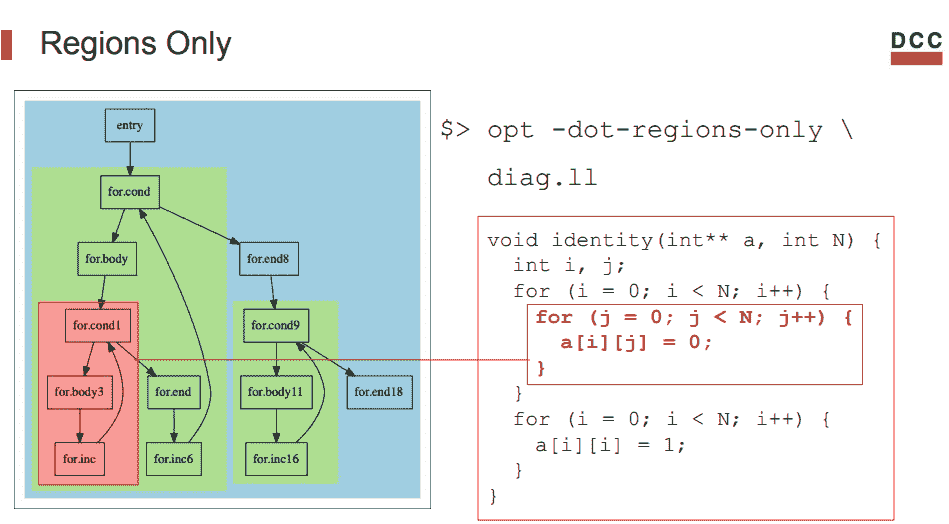 Regions Only
DCC
entry
for.cond
for.body
for.end8
for.cond1
for.cond9
for.body3
for.end
for.body11
for.end18
for.inc
for.inc6
for.inc16
$> opt -dot-regions-only \
diag.ll
void identity(int** a, int N) {
int i, j;
for (i = 0; i < N; i++) {
for (j = 0; j < N; j++) {
a[i][j] = 0;
}
}
for (i = 0; i < N; i++) {
a[i][i] = 1;
}
}